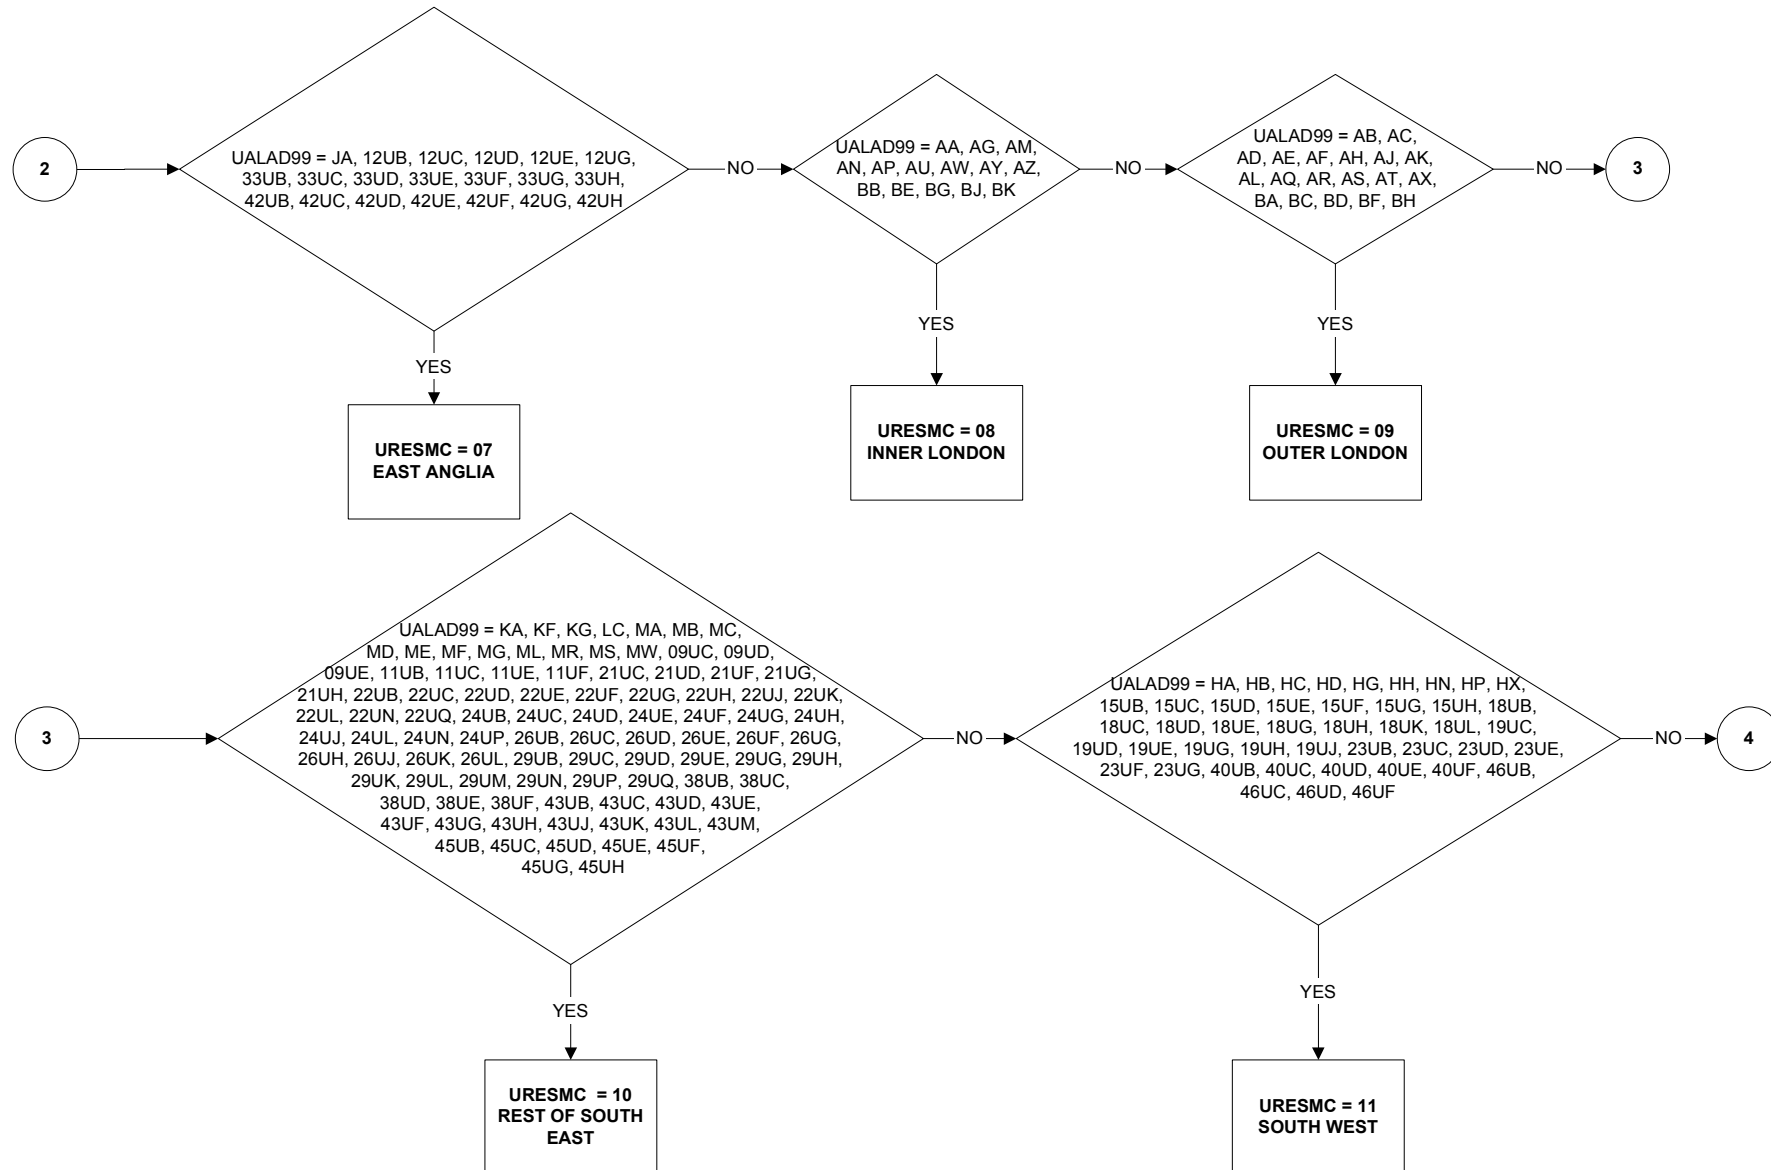 2
UALAD99 = JA, 12UB, 12UC, 12UD, 12UE, 12UG,
33UB, 33UC, 33UD, 33UE, 33UF, 33UG, 33UH,
42UB, 42UC, 42UD, 42UE, 42UF, 42UG, 42UH
NO
UALAD99 = AA, AG, AM,
AN, AP, AU, AW, AY, AZ,
BB, BE, BG, BJ, BK
NO
UALAD99 = AB, AC,
AD, AE, AF, AH, AJ, AK,
AL, AQ, AR, AS, AT, AX,
BA, BC, BD, BF, BH
NO
3
YES
YES
YES
URESMC = 07
EAST ANGLIA
URESMC = 08
INNER LONDON
URESMC = 09
OUTER LONDON
3
UALAD99 = KA, KF, KG, LC, MA, MB, MC,
MD, ME, MF, MG, ML, MR, MS, MW, 09UC, 09UD,
09UE, 11UB, 11UC, 11UE, 11UF, 21UC, 21UD, 21UF, 21UG,
21UH, 22UB, 22UC, 22UD, 22UE, 22UF, 22UG, 22UH, 22UJ, 22UK,
22UL, 22UN, 22UQ, 24UB, 24UC, 24UD, 24UE, 24UF, 24UG, 24UH,
24UJ, 24UL, 24UN, 24UP, 26UB, 26UC, 26UD, 26UE, 26UF, 26UG,
26UH, 26UJ, 26UK, 26UL, 29UB, 29UC, 29UD, 29UE, 29UG, 29UH,
29UK, 29UL, 29UM, 29UN, 29UP, 29UQ, 38UB, 38UC,
38UD, 38UE, 38UF, 43UB, 43UC, 43UD, 43UE,
43UF, 43UG, 43UH, 43UJ, 43UK, 43UL, 43UM,
45UB, 45UC, 45UD, 45UE, 45UF,
45UG, 45UH
NO
UALAD99 = HA, HB, HC, HD, HG, HH, HN, HP, HX,
15UB, 15UC, 15UD, 15UE, 15UF, 15UG, 15UH, 18UB,
18UC, 18UD, 18UE, 18UG, 18UH, 18UK, 18UL, 19UC,
19UD, 19UE, 19UG, 19UH, 19UJ, 23UB, 23UC, 23UD, 23UE,
23UF, 23UG, 40UB, 40UC, 40UD, 40UE, 40UF, 46UB,
46UC, 46UD, 46UF
NO
4
YES
YES
URESMC = 10
REST OF SOUTH
EAST
URESMC = 11
SOUTH WEST